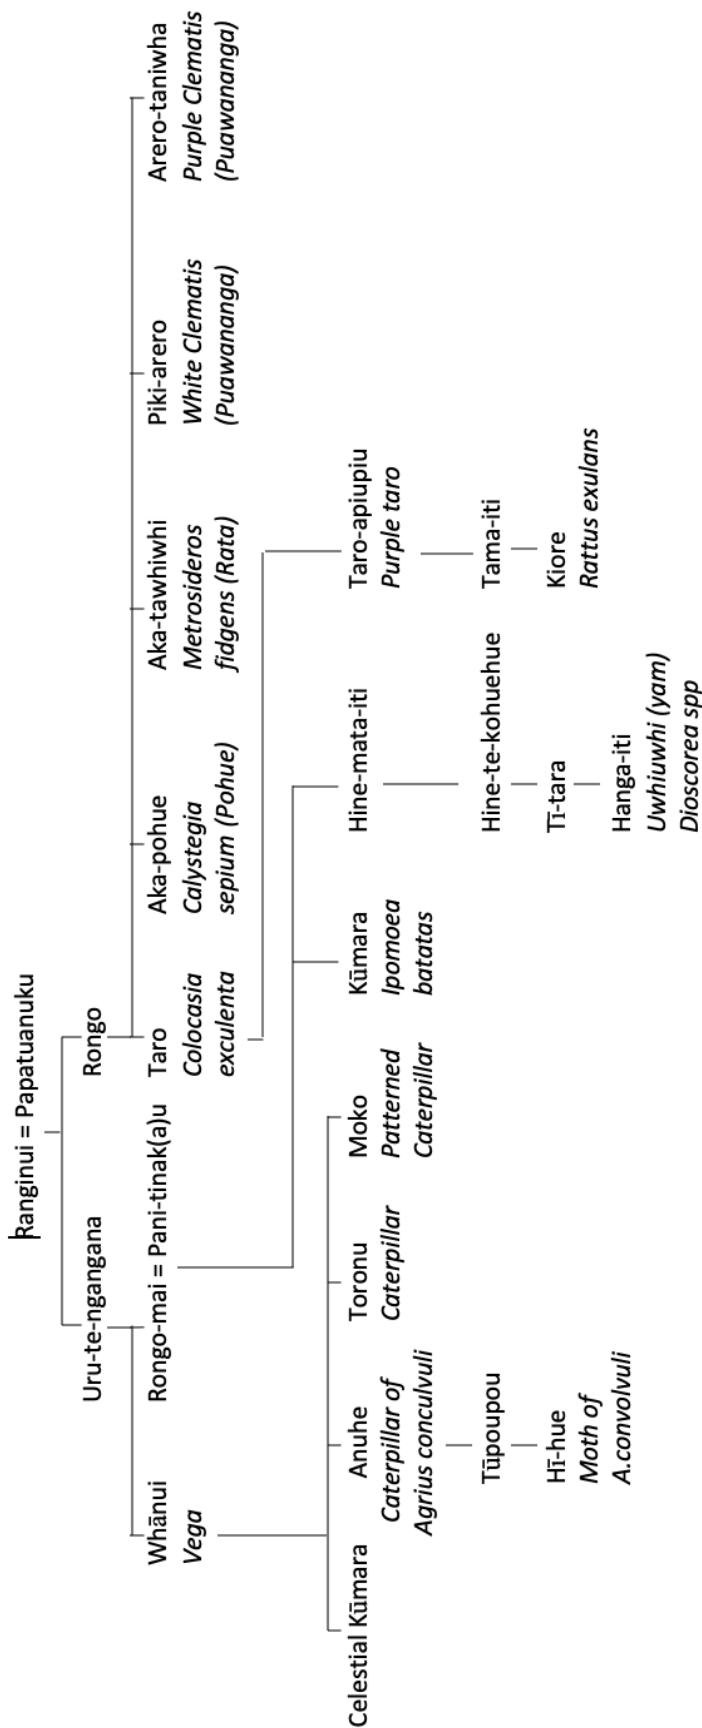 Ranginui = Papatuanuku
Uru-te-ngangana
Rongo
Whānui
Vega
Rongo-mai = Pani-tinak(a)u
Taro
Colocasia
exculenta
Aka-pohue
Calystegia
sepium (Pohue)
Aka-tawhiwhi
Metrosideros
fidgens (Rata)
Piki-arero
White Clematis
(Puawananga)
Arero-taniwha
Purple Clematis
(Puawananga)
Celestial Kūmara
Anuhe
Caterpillar of
Agrius conculvuli
Toronu
Caterpillar
Moko
Patterned
Caterpillar
Kūmara
Ipomoea
batatas
Hine-mata-iti
Taro-apiupiu
Purple taro
Tūpoupou
Hine-te-kohuehue
Tama-iti
Hī-hue
Moth of
A.convolvuli
Tī-tara
Kiore
Rattus exulans
Hanga-iti
Uwhiuwhi (yam)
Dioscorea spp